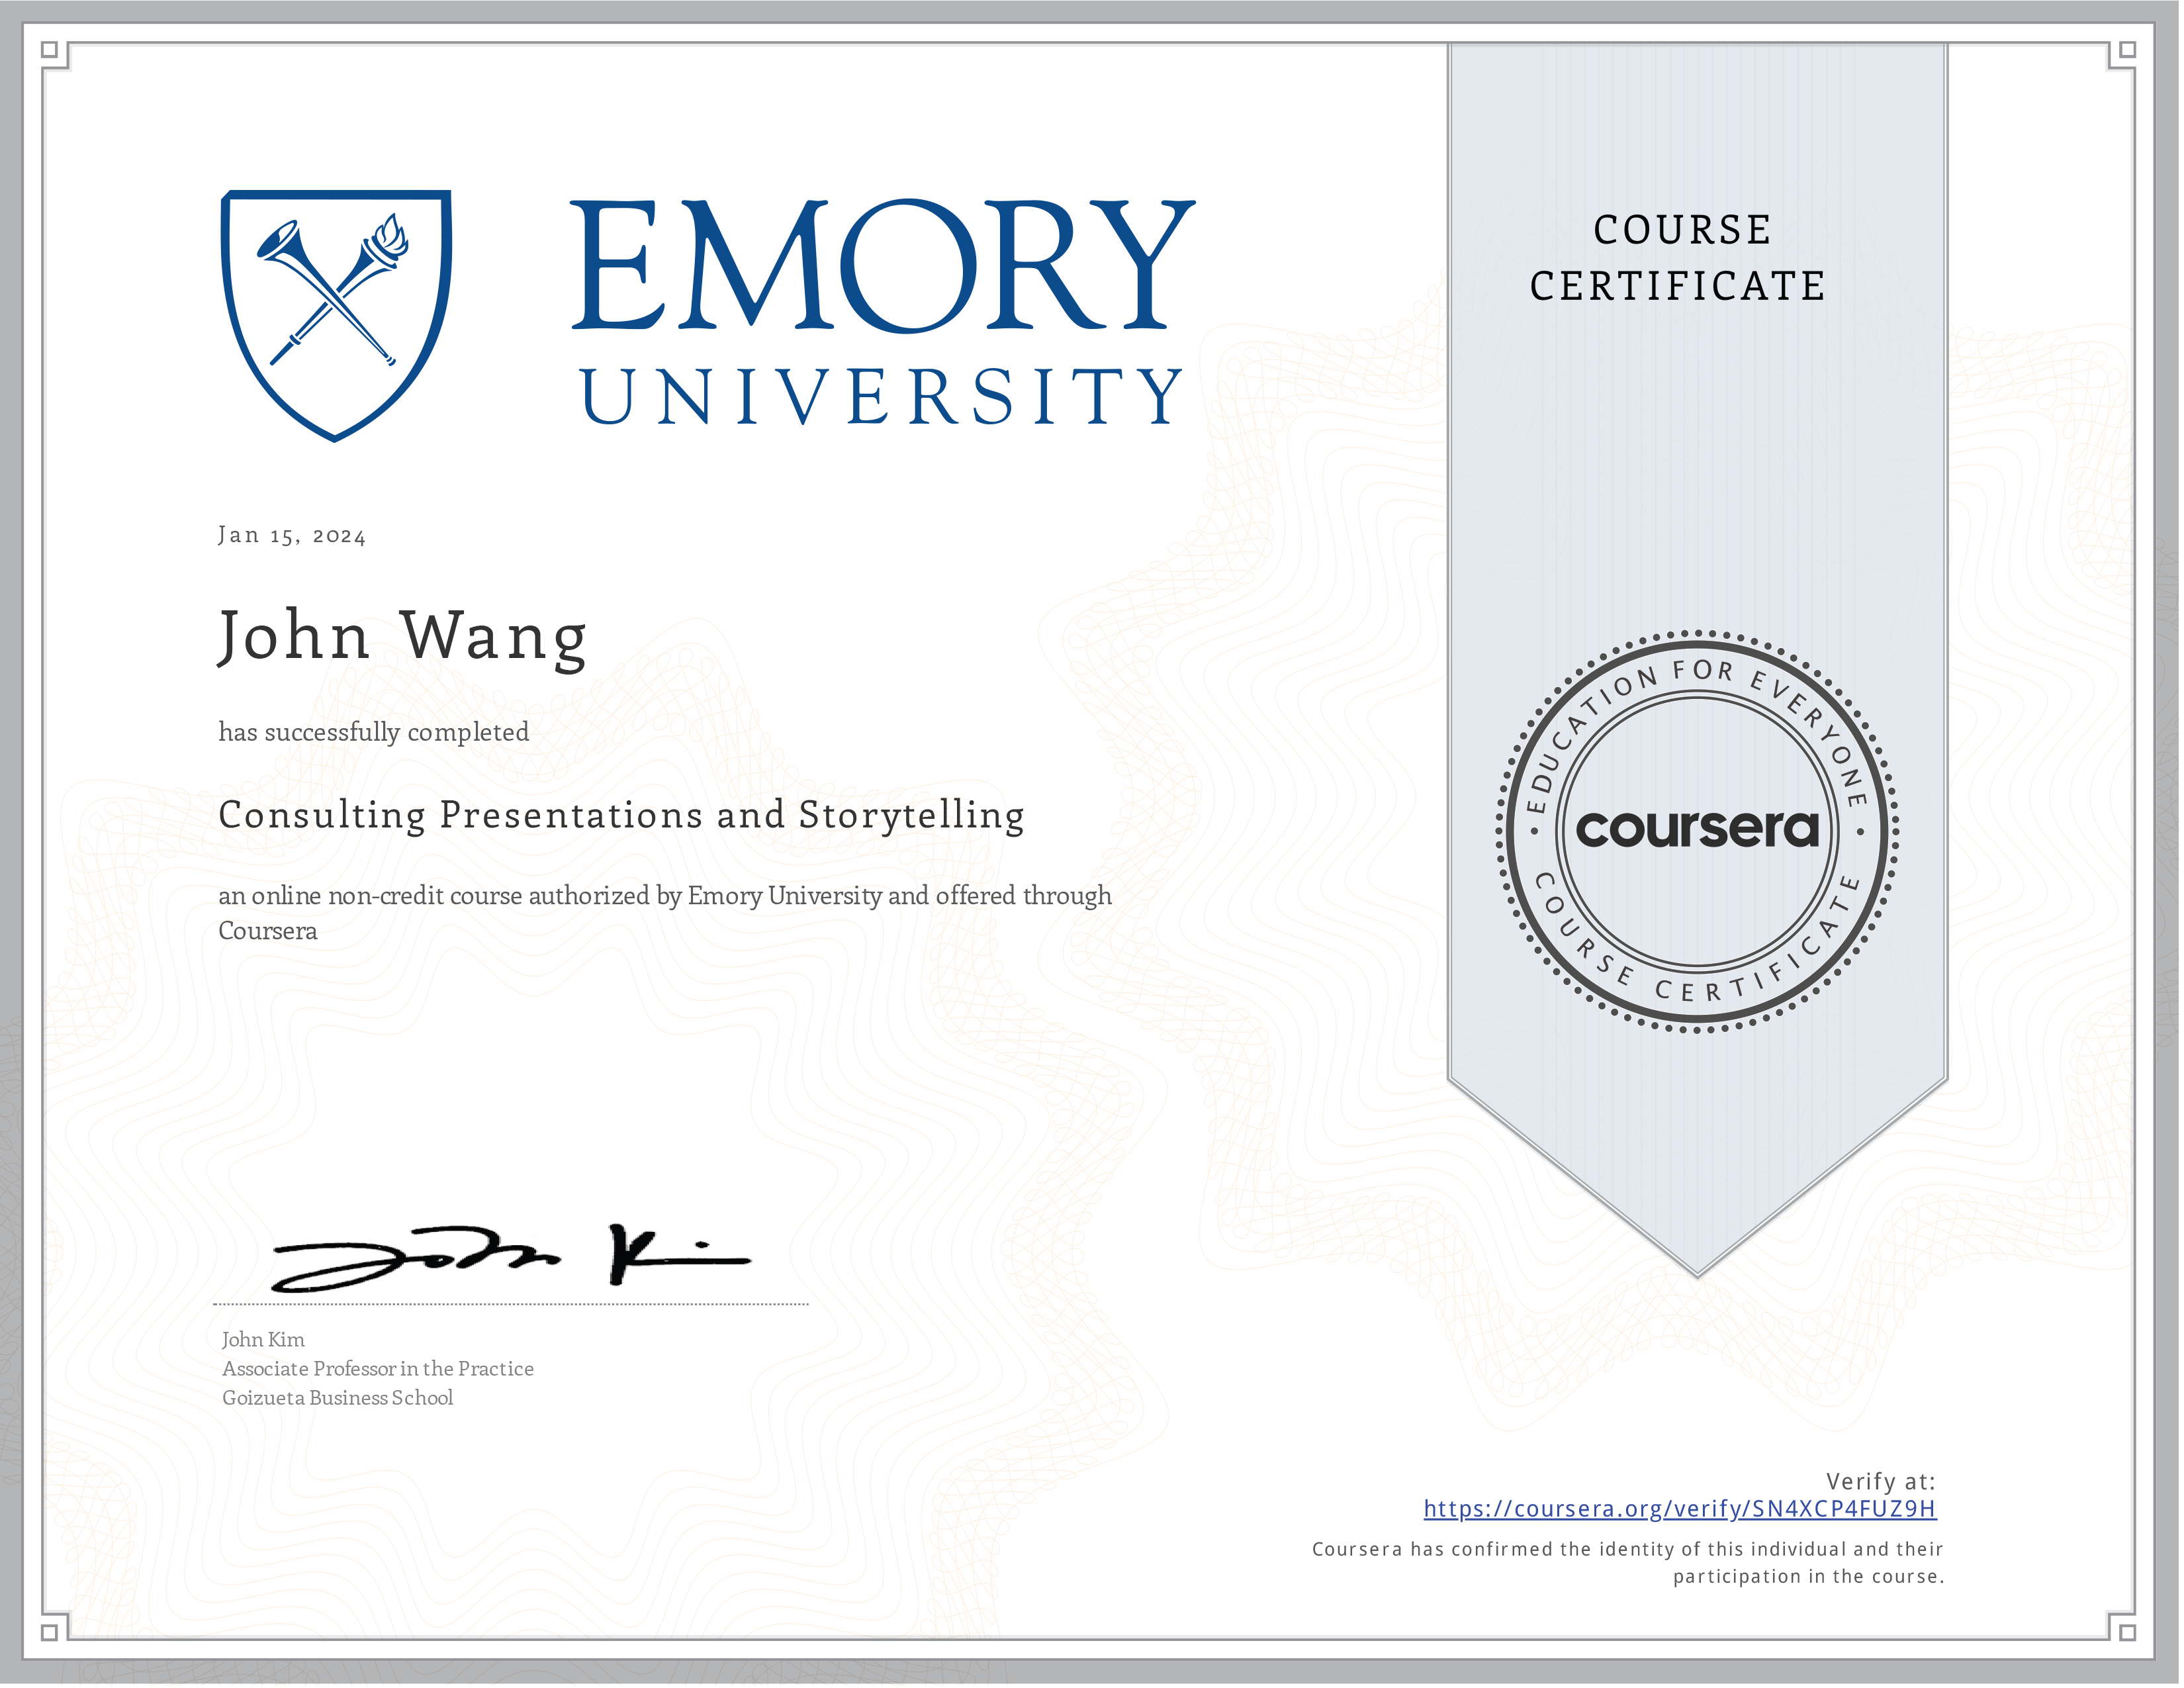 EMORY
UNIVERSITY
COURSE
CERTIFICATE
Jan 15, 2024
John Wang
has successfully completed
Consulting Presentations and Storytelling
an online non-credit course authorized by Emory University and offered through
Coursera
EDUCATION FOR EVERYONE
coursera
COURSE CERTIFICATE
John Kim
John Kim
Associate Professor in the Practice
Goizueta Business School
Verify at:
https://coursera.org/verify/SN4XCP4FUZ9H
Coursera has confirmed the identity of this individual and their
participation in the course.